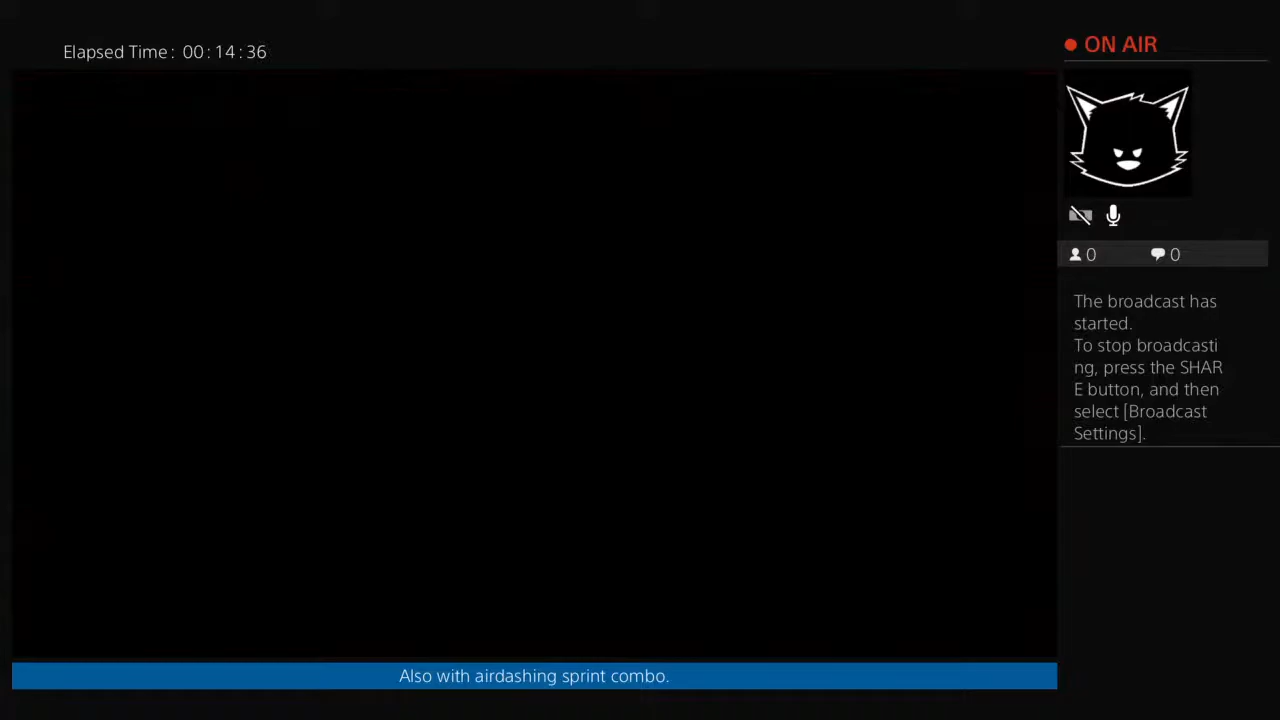 Elapsed Time: 00:14:36
ON AIR
0 0
The broadcast has
started.
To stop broadcasti
ng, press the SHAR
E button, and then
select [Broadcast
Settings].
Also with airdashing sprint combo.